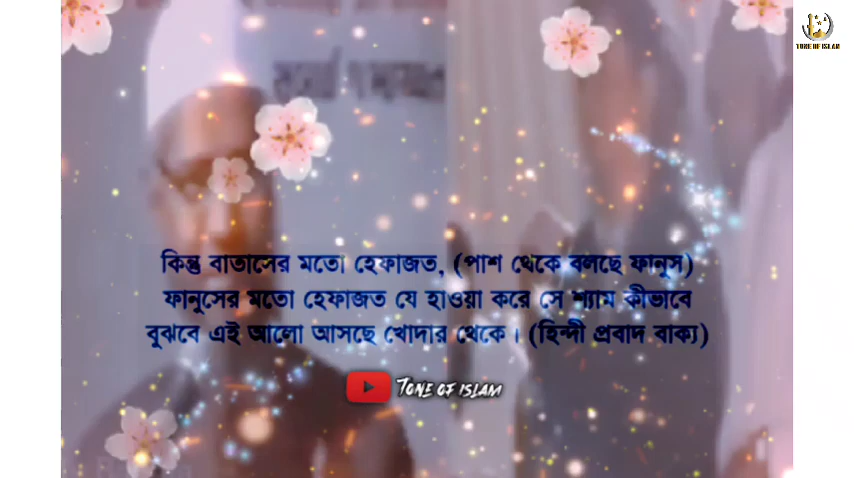 TONE OF ISLAM
কিন্তু বাতাসের মতো হেফাজত, (পাশ থেকে বলছে ফানুস)
ফানুসের মতো হেফাজত যে হাওয়া করে সে শ্যাম কীভাবে
বুঝবে এই আলো আসছে খোদার থেকে। (হিন্দী প্রবাদ বাক্য)
TONE OF ISLAM